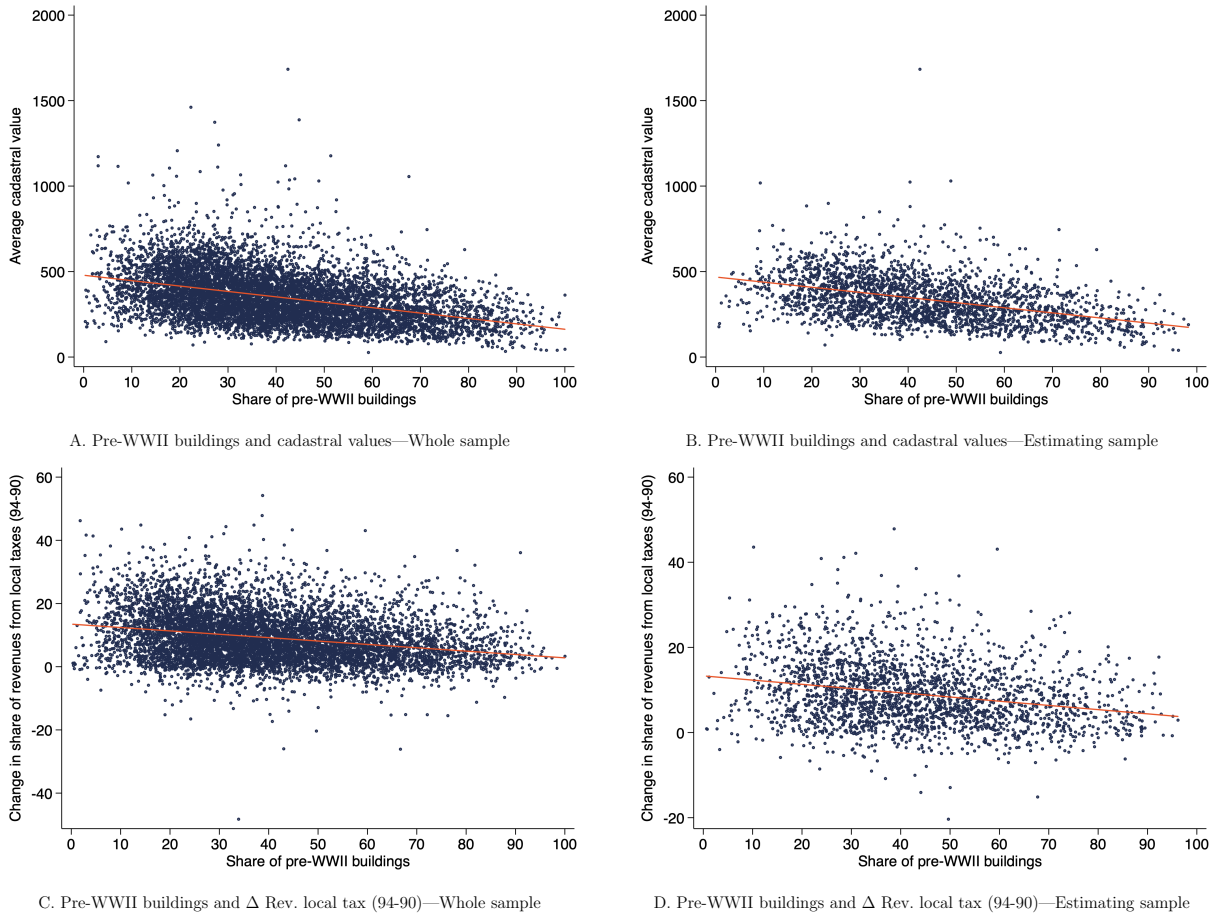 2000
1500
1000
500
0
Average cadastral value
0 10 20 30 40 50 60 70 80 90 100
Share of pre-WWII buildings
A. Pre-WWII buildings and cadastral values—Whole sample
2000
1500
1000
500
0
Average cadastral value
0 10 20 30 40 50 60 70 80 90 100
Share of pre-WWII buildings
B. Pre-WWII buildings and cadastral values—Estimating sample
60
40
20
0
-20
-40
Change in share of revenues from local taxes (94-90)
0 10 20 30 40 50 60 70 80 90 100
Share of pre-WWII buildings
C. Pre-WWII buildings and Δ Rev. local tax (94-90)—Whole sample
60
40
20
0
-20
Change in share of revenues from local taxes (94-90)
0 10 20 30 40 50 60 70 80 90 100
Share of pre-WWII buildings
D. Pre-WWII buildings and Δ Rev. local tax (94-90)—Estimating sample